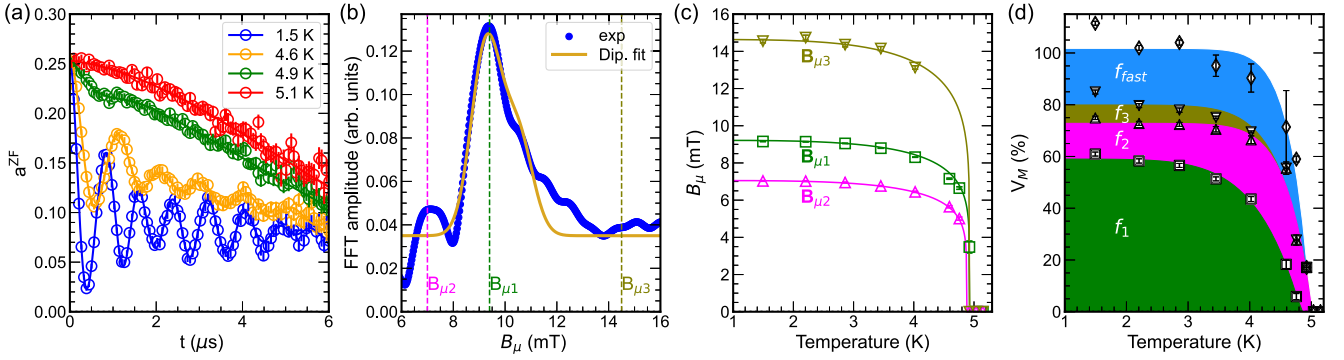 (a)
0.30
0.25
0.20
0.15
0.10
0.05
0.00
a^ZF
0
2
4
6
t (μs)
1.5 K
4.6 K
4.9 K
5.1 K
(b)
0.12
0.10
0.08
0.06
0.04
0.02
FFT amplitude (arb. units)
6
8
10
12
14
16
B_μ (mT)
exp
Dip. fit
B_μ2
B_μ1
B_μ3
(c)
16
14
12
10
8
6
4
2
0
B_μ (mT)
1
2
3
4
5
Temperature (K)
B_μ3
B_μ1
B_μ2
(d)
100
80
60
40
20
0
V_M (%)
1
2
3
4
5
Temperature (K)
f_fast
f_3
f_2
f_1